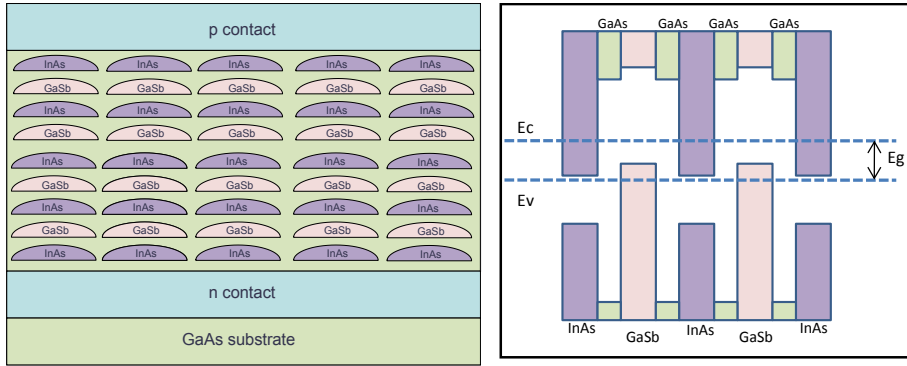 p contact
InAs InAs InAs InAs InAs
GaSb GaSb GaSb GaSb GaSb
InAs InAs InAs InAs InAs
GaSb GaSb GaSb GaSb GaSb
InAs InAs InAs InAs InAs
GaSb GaSb GaSb GaSb GaSb
InAs InAs InAs InAs InAs
GaSb GaSb GaSb GaSb GaSb
InAs InAs InAs InAs InAs
n contact
GaAs substrate
GaAs GaAs GaAs GaAs
Ec
Eg
Ev
InAs GaSb InAs GaSb InAs